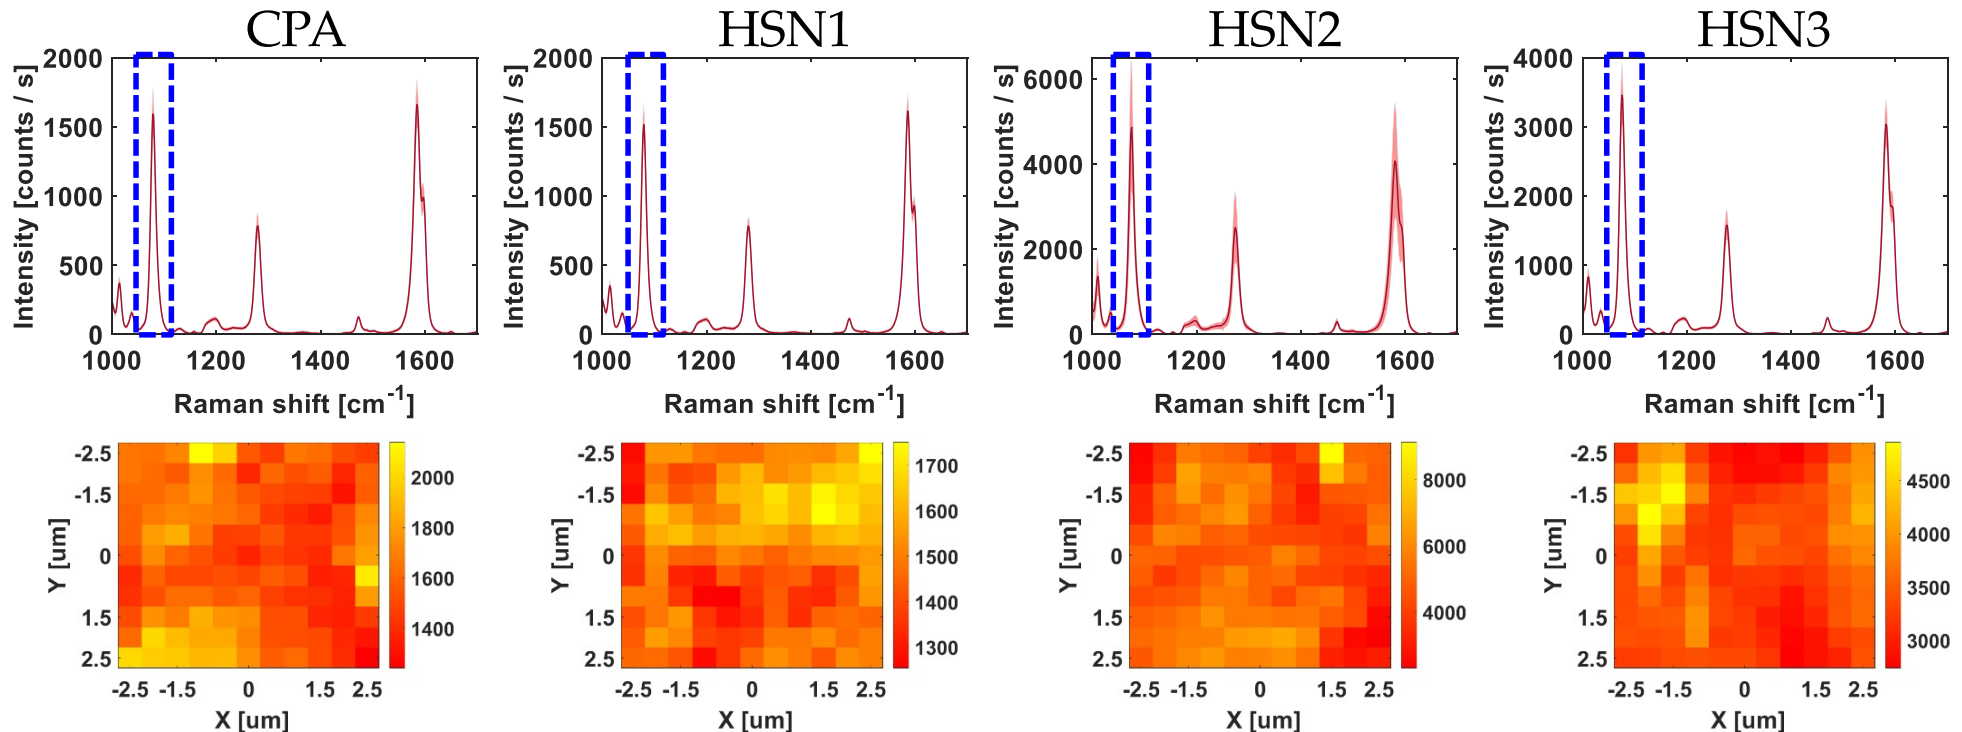 CPA HSN1 HSN2 HSN3
2000 2000 6000 4000
1500 1500 4000 3000
1000 1000 2000 2000
500 500 1000
0 0 0 0
1000 1200 1400 1600 1000 1200 1400 1600 1000 1200 1400 1600 1000 1200 1400 1600
Intensity [counts / s] Intensity [counts / s] Intensity [counts / s] Intensity [counts / s]
Raman shift [cm⁻¹] Raman shift [cm⁻¹] Raman shift [cm⁻¹] Raman shift [cm⁻¹]
-2.5 -1.5 0 1.5 2.5
Y [um]
2000 1800 1600 1400
-2.5 -1.5 0 1.5 2.5
X [um]
-2.5 -1.5 0 1.5 2.5
Y [um]
1700 1600 1500 1400 1300
-2.5 -1.5 0 1.5 2.5
X [um]
-2.5 -1.5 0 1.5 2.5
Y [um]
8000 6000 4000
-2.5 -1.5 0 1.5 2.5
X [um]
-2.5 -1.5 0 1.5 2.5
Y [um]
4500 4000 3500 3000
-2.5 -1.5 0 1.5 2.5
X [um]